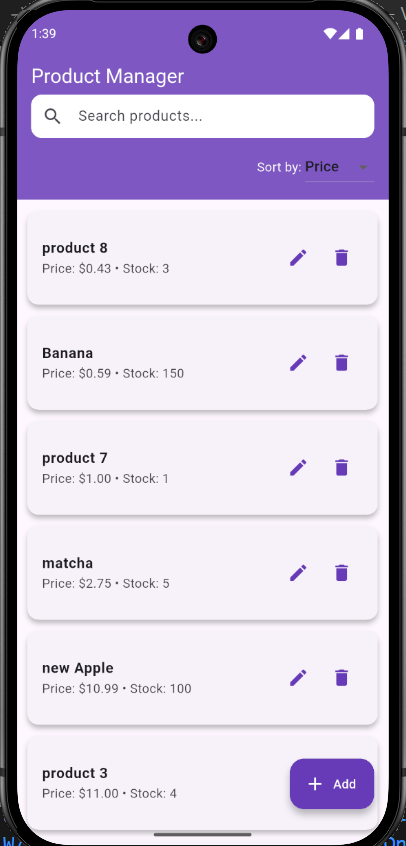 1:39
Product Manager
Search products...
Sort by: Price
product 8
Price: $0.43 • Stock: 3
Banana
Price: $0.59 • Stock: 150
product 7
Price: $1.00 • Stock: 1
matcha
Price: $2.75 • Stock: 5
new Apple
Price: $10.99 • Stock: 100
product 3
Price: $11.00 • Stock: 4
Add